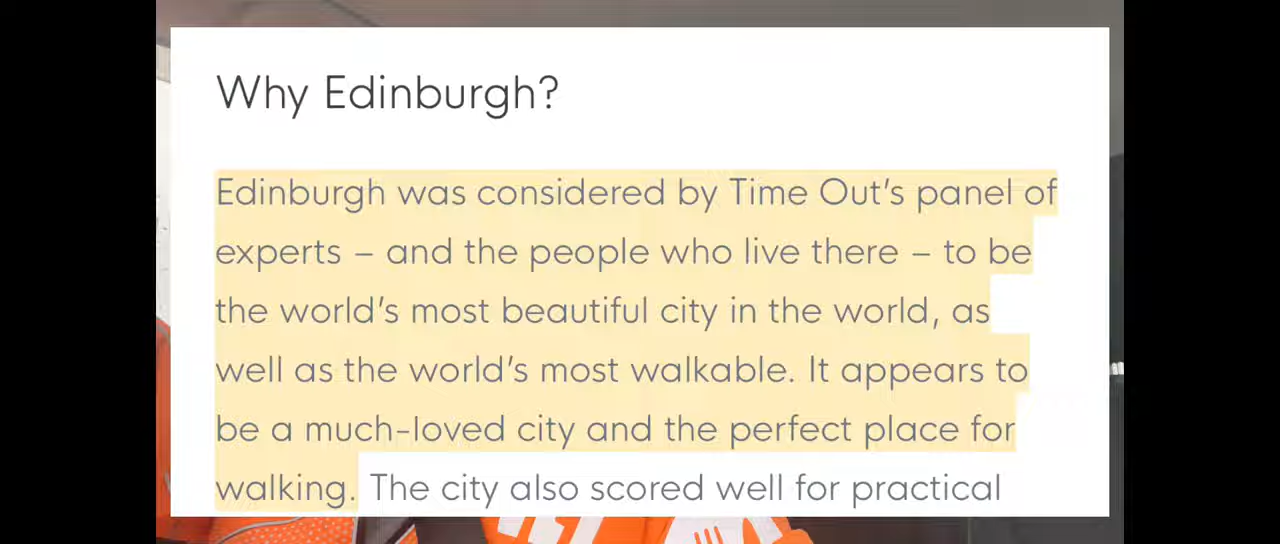 Why Edinburgh?
Edinburgh was considered by Time Out's panel of
experts – and the people who live there – to be
the world's most beautiful city in the world, as
well as the world's most walkable. It appears to
be a much-loved city and the perfect place for
walking. The city also scored well for practical